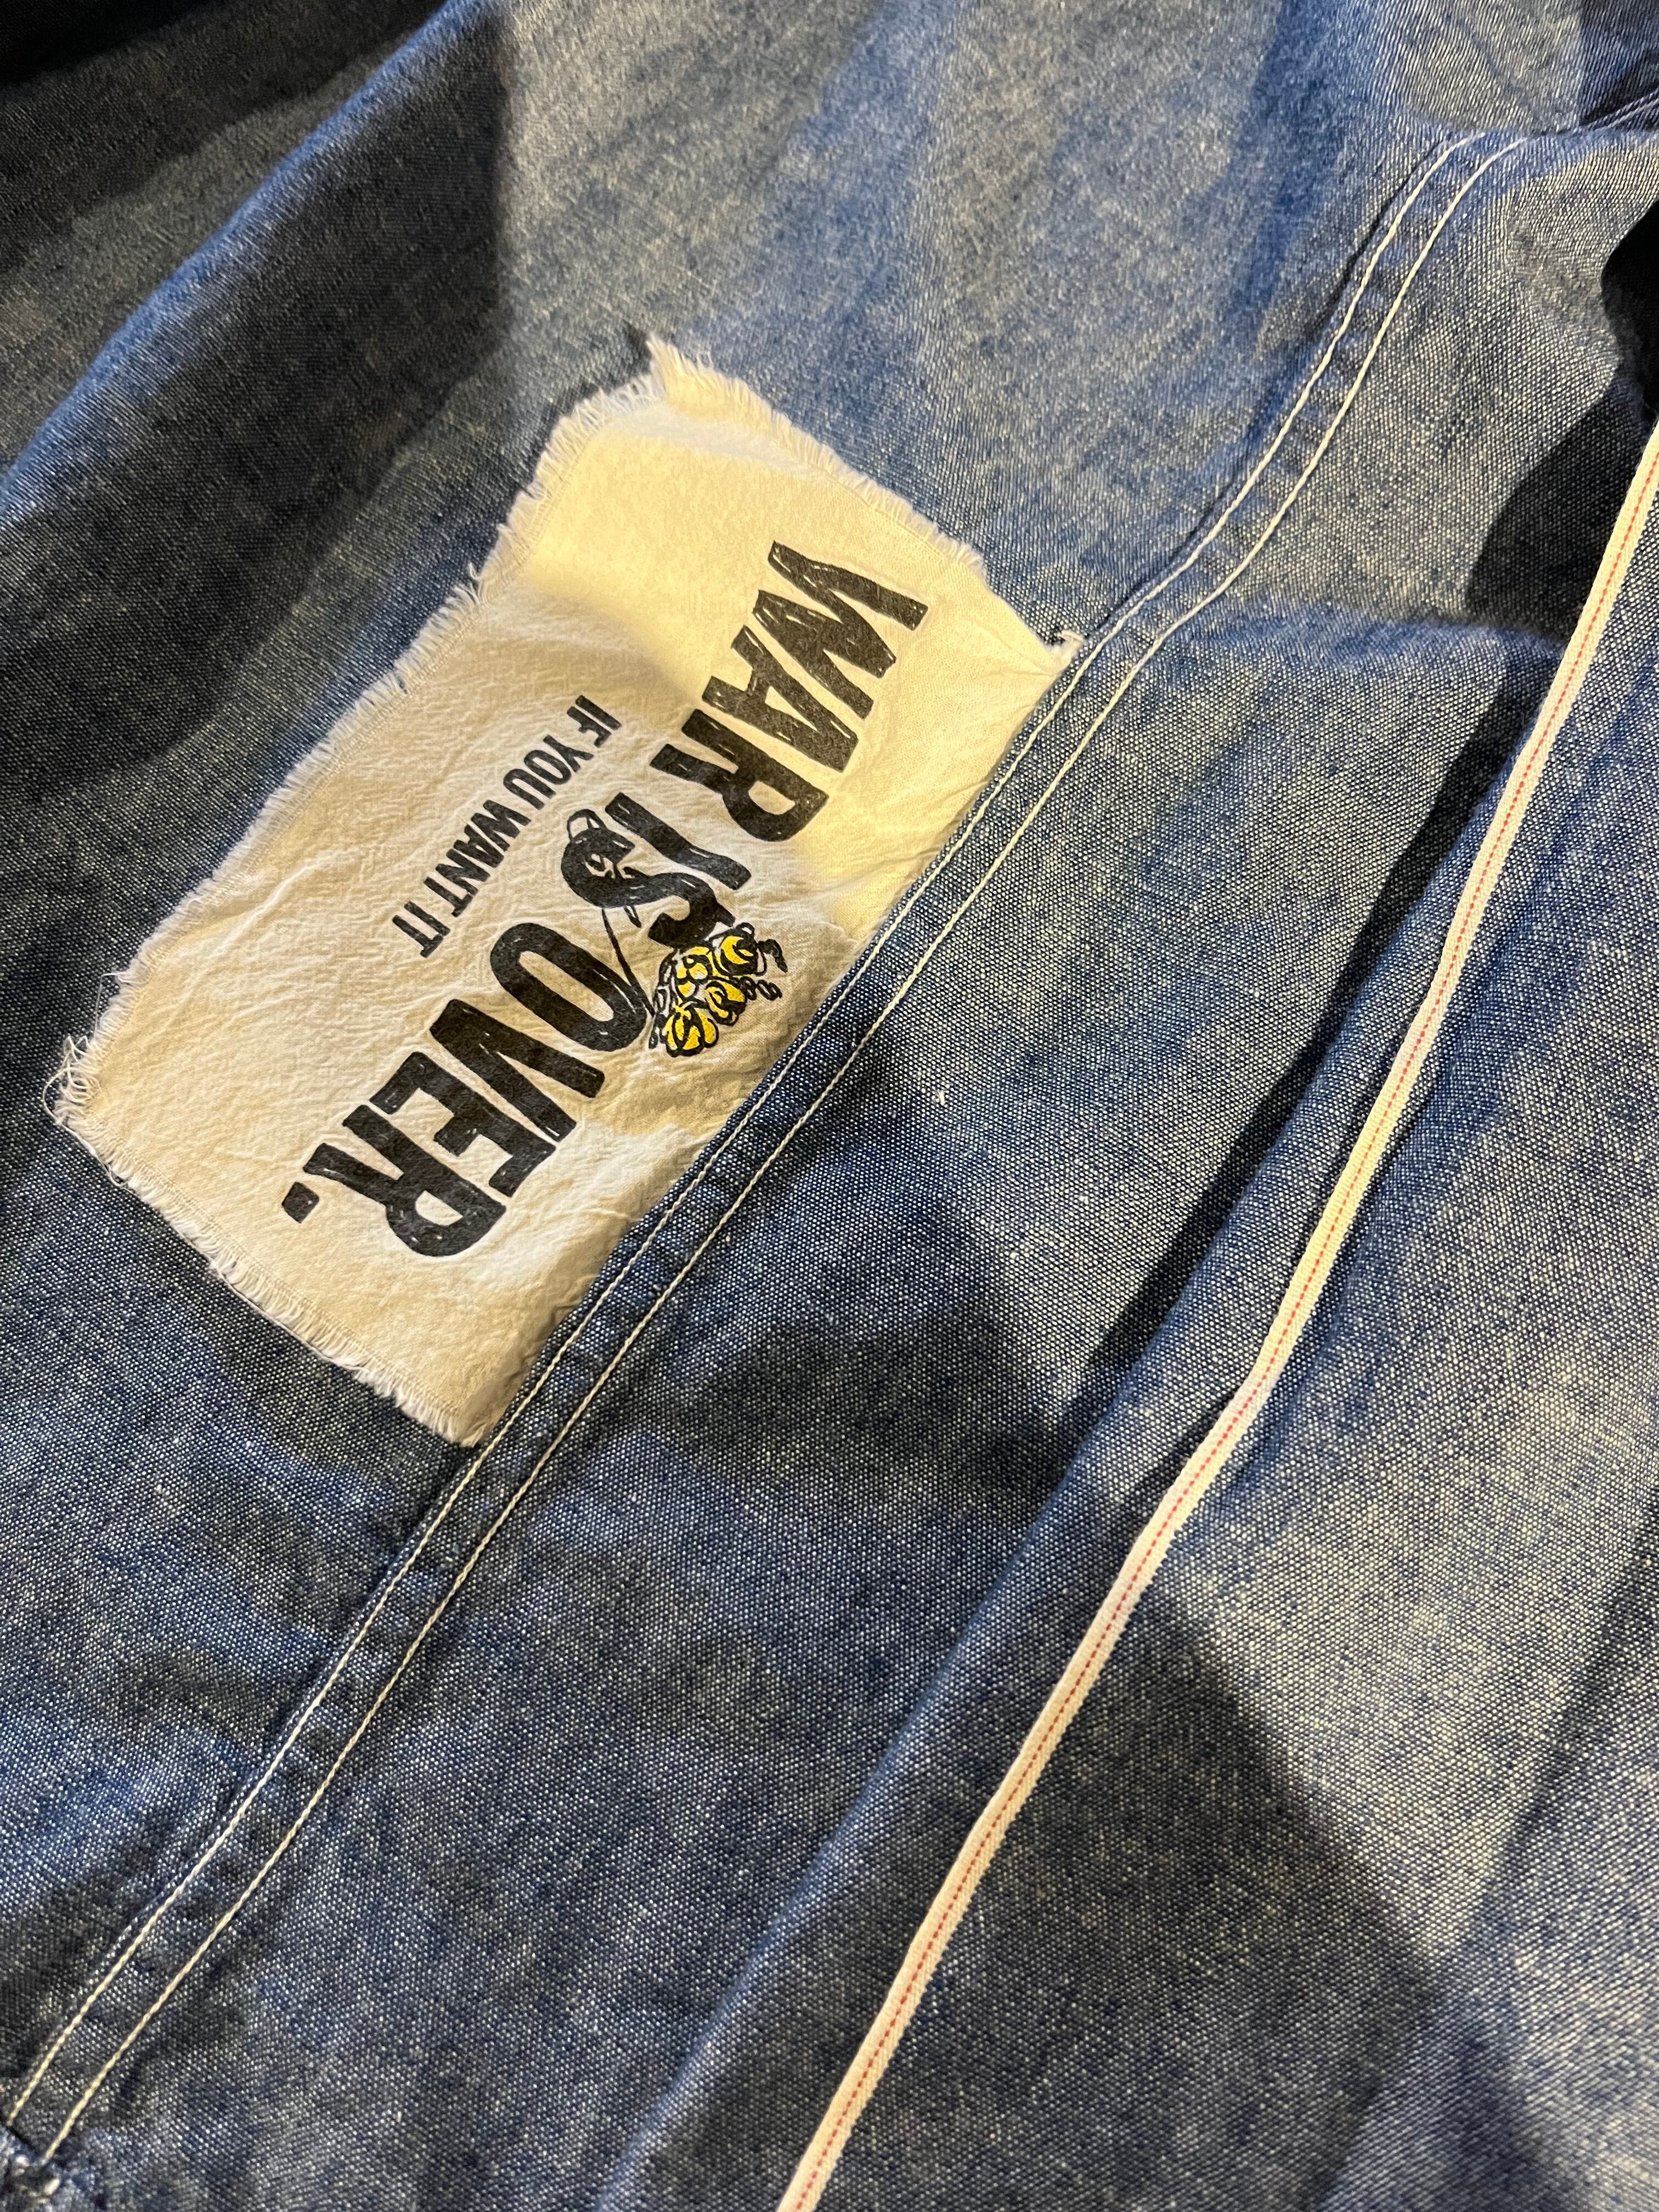 WAR IS OVER.
IF YOU WANT IT